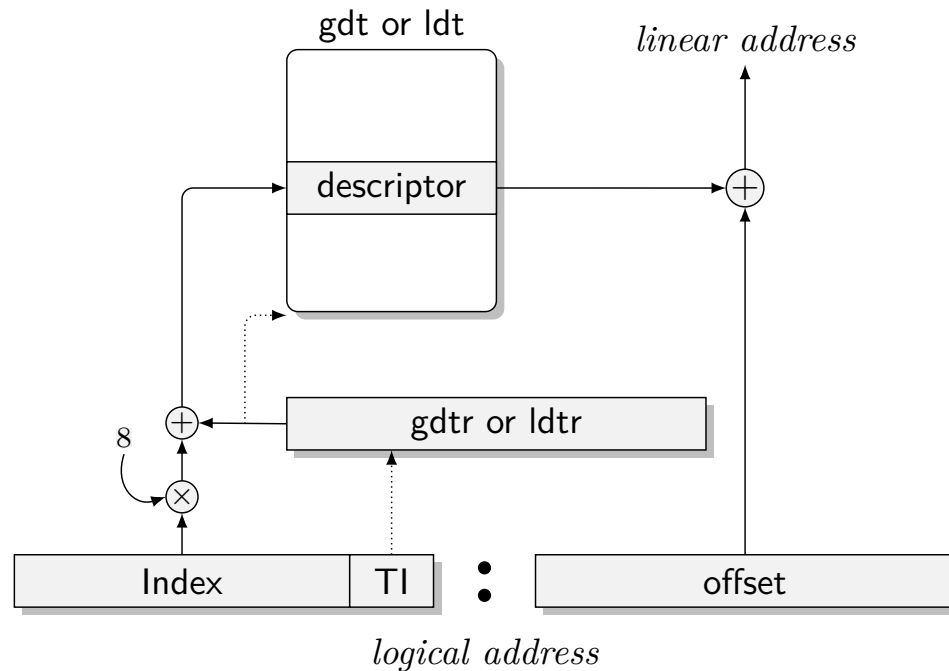 gdt or ldt
linear address
descriptor
+
gdtr or ldtr
+
8
×
Index TI : offset
logical address